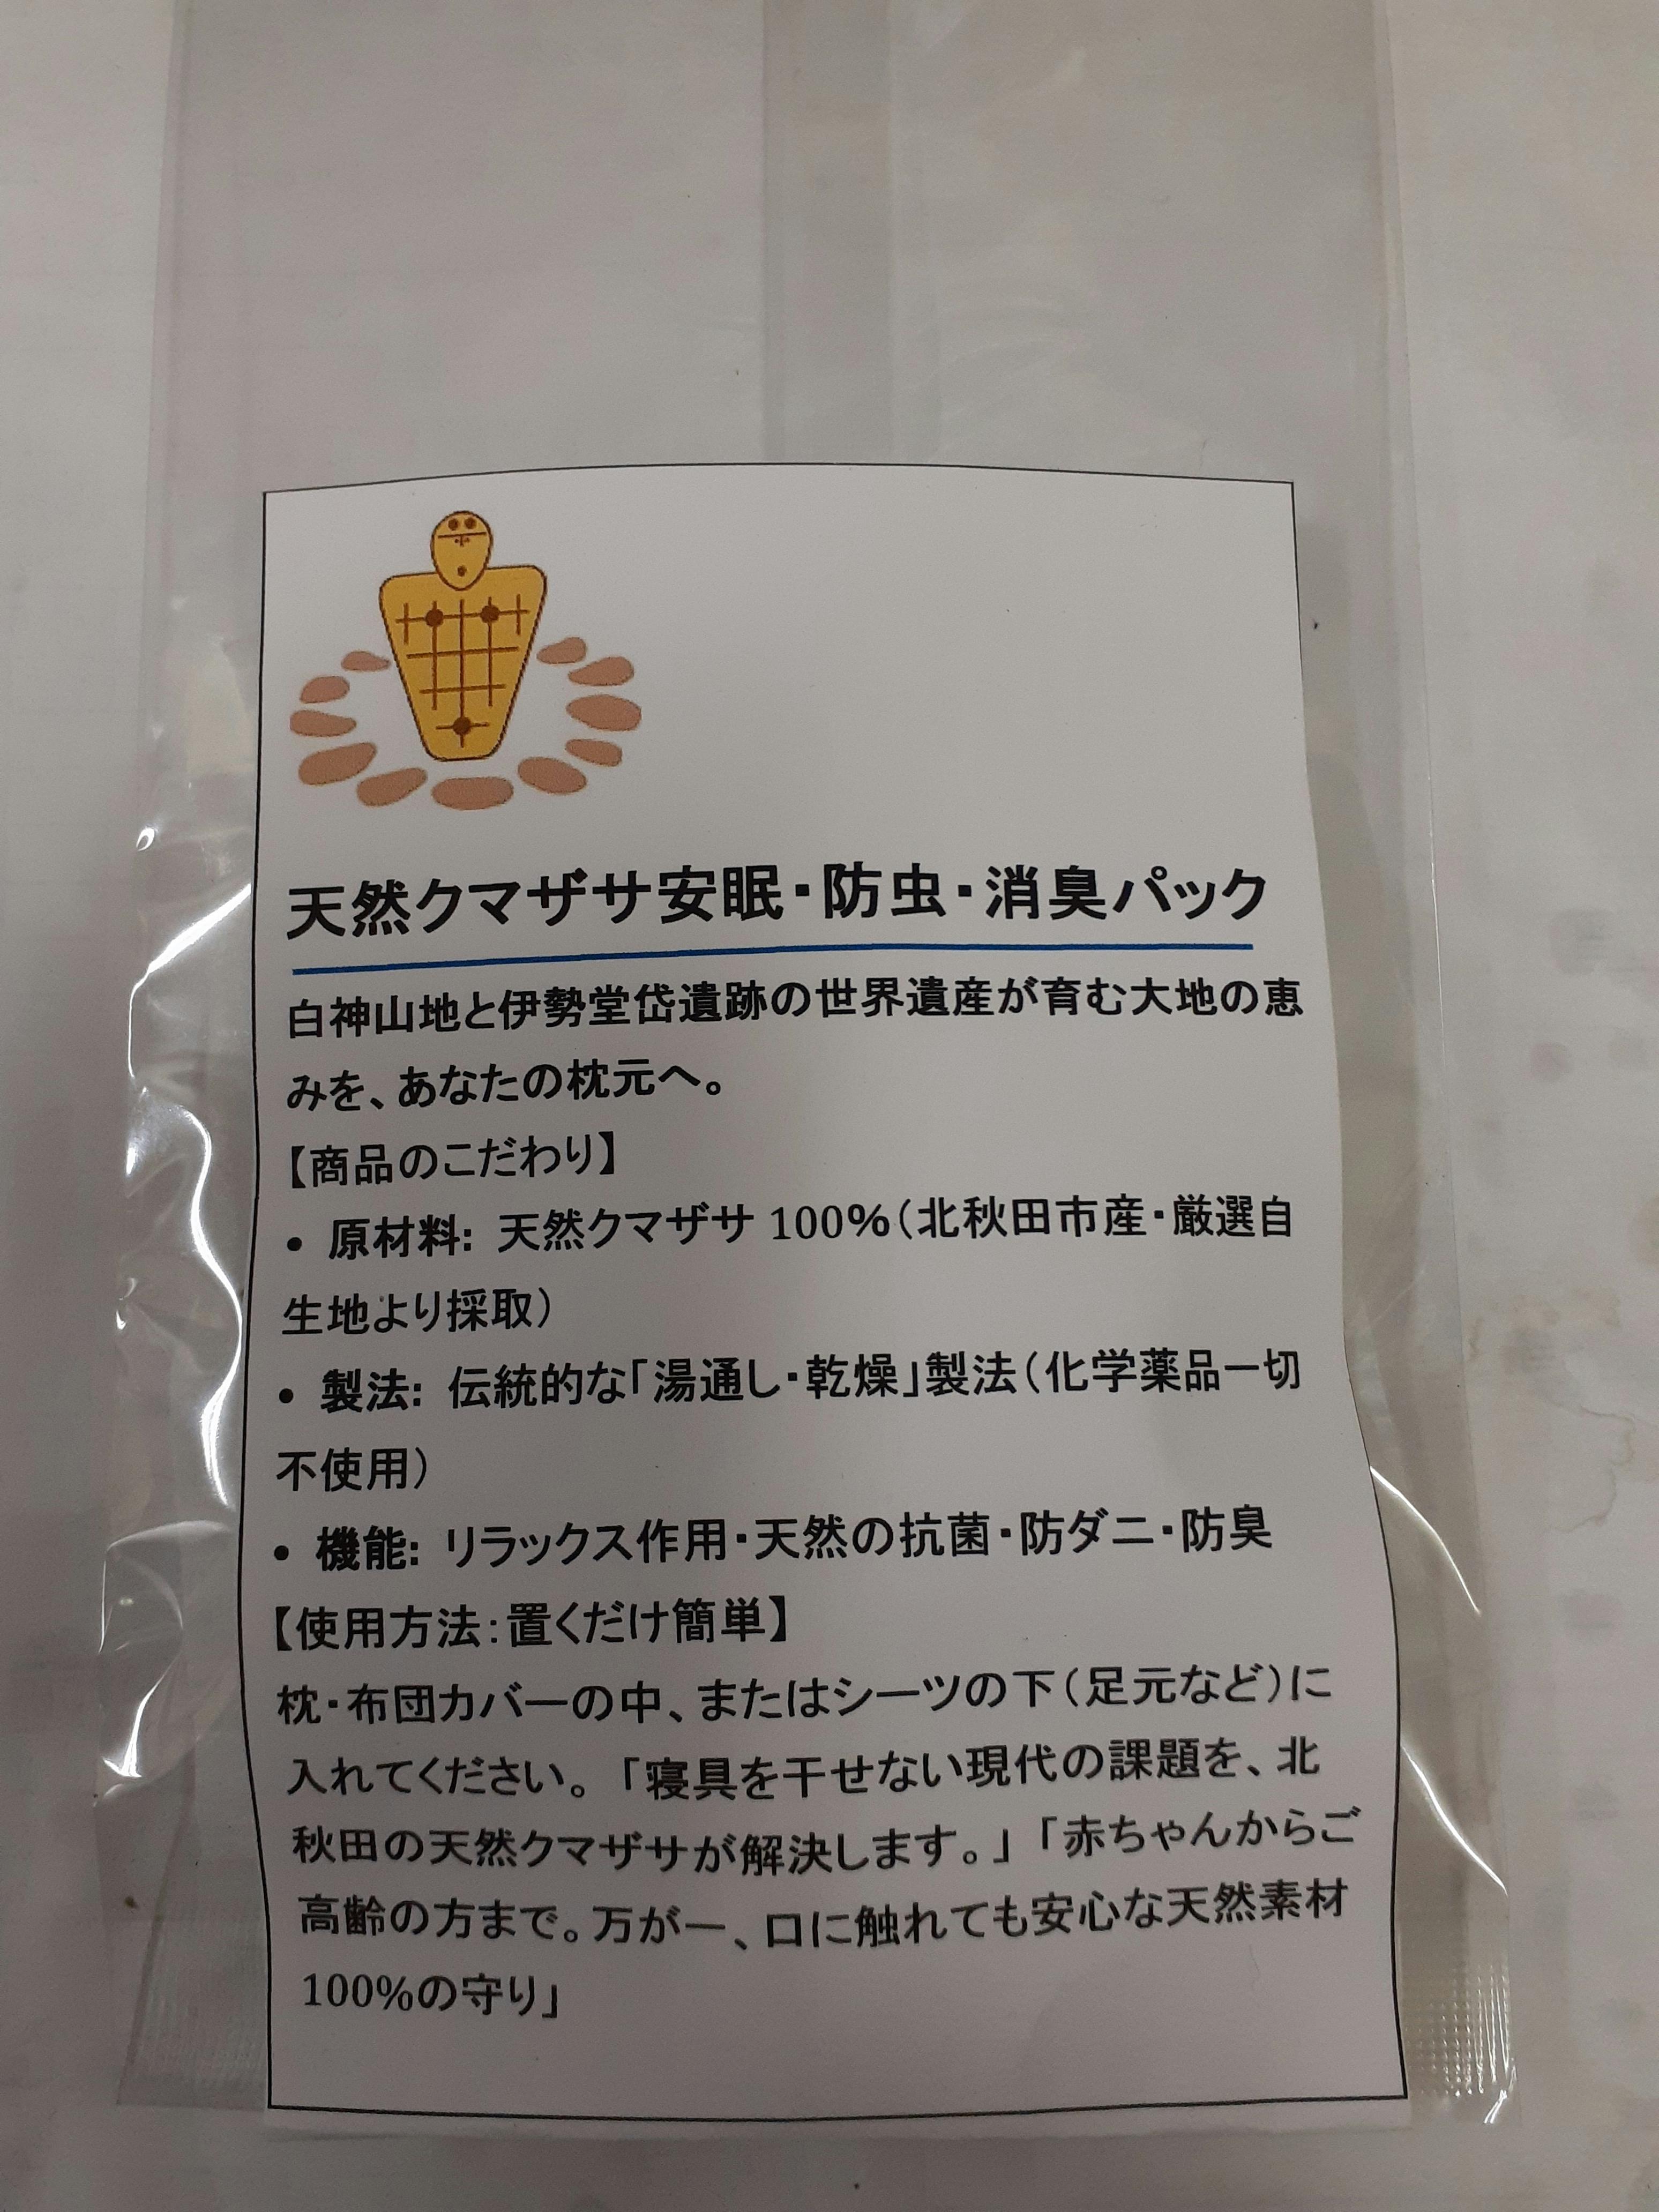 天然クマザサ安眠・防虫・消臭パック
白神山地と伊勢堂岱遺跡の世界遺産が育む大地の恵
みを、あなたの枕元へ。
【商品のこだわり】
• 原材料: 天然クマザサ 100%（北秋田市産・厳選自
生地より採取）
• 製法: 伝統的な「湯通し・乾燥」製法（化学薬品一切
不使用）
• 機能: リラックス作用・天然の抗菌・防ダニ・防臭
【使用方法：置くだけ簡単】
枕・布団カバーの中、またはシーツの下（足元など）に
入れてください。「寝具を干せない現代の課題を、北
秋田の天然クマザサが解決します。」「赤ちゃんからご
高齢の方まで。万が一、口に触れても安心な天然素材
100%の守り」